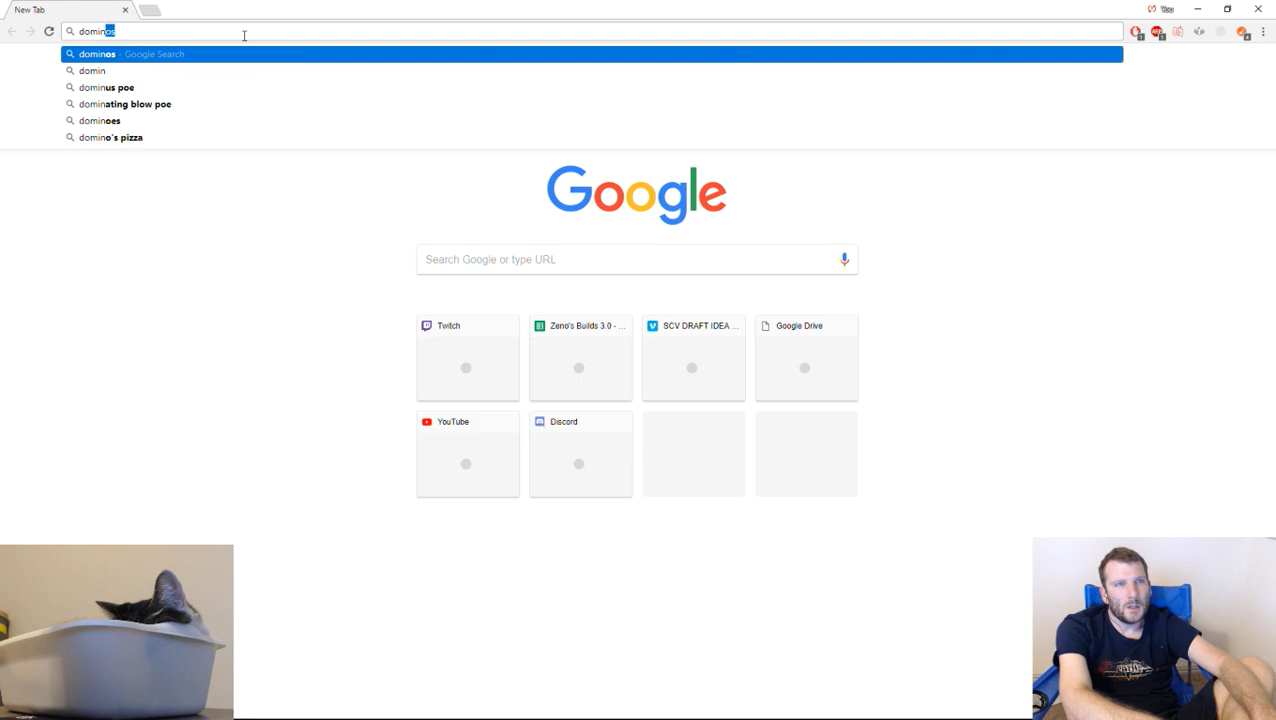 New Tab
You
dominos
dominos - Google Search
domin
dominus poe
dominating blow poe
dominoes
domino's pizza
Google
Search Google or type URL
Twitch
Zeno's Builds 3.0 - ...
SCV DRAFT IDEA ...
Google Drive
YouTube
Discord